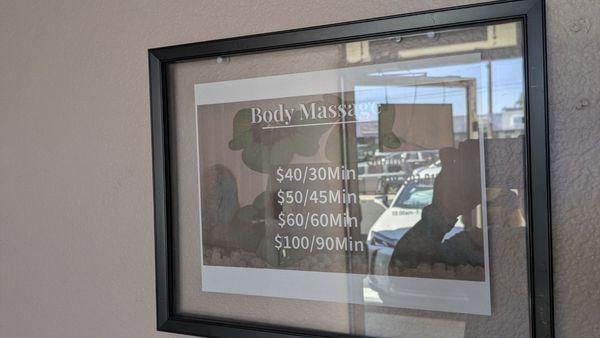 Body Massage
$40/30Min
$50/45Min
$60/60Min
$100/90Min